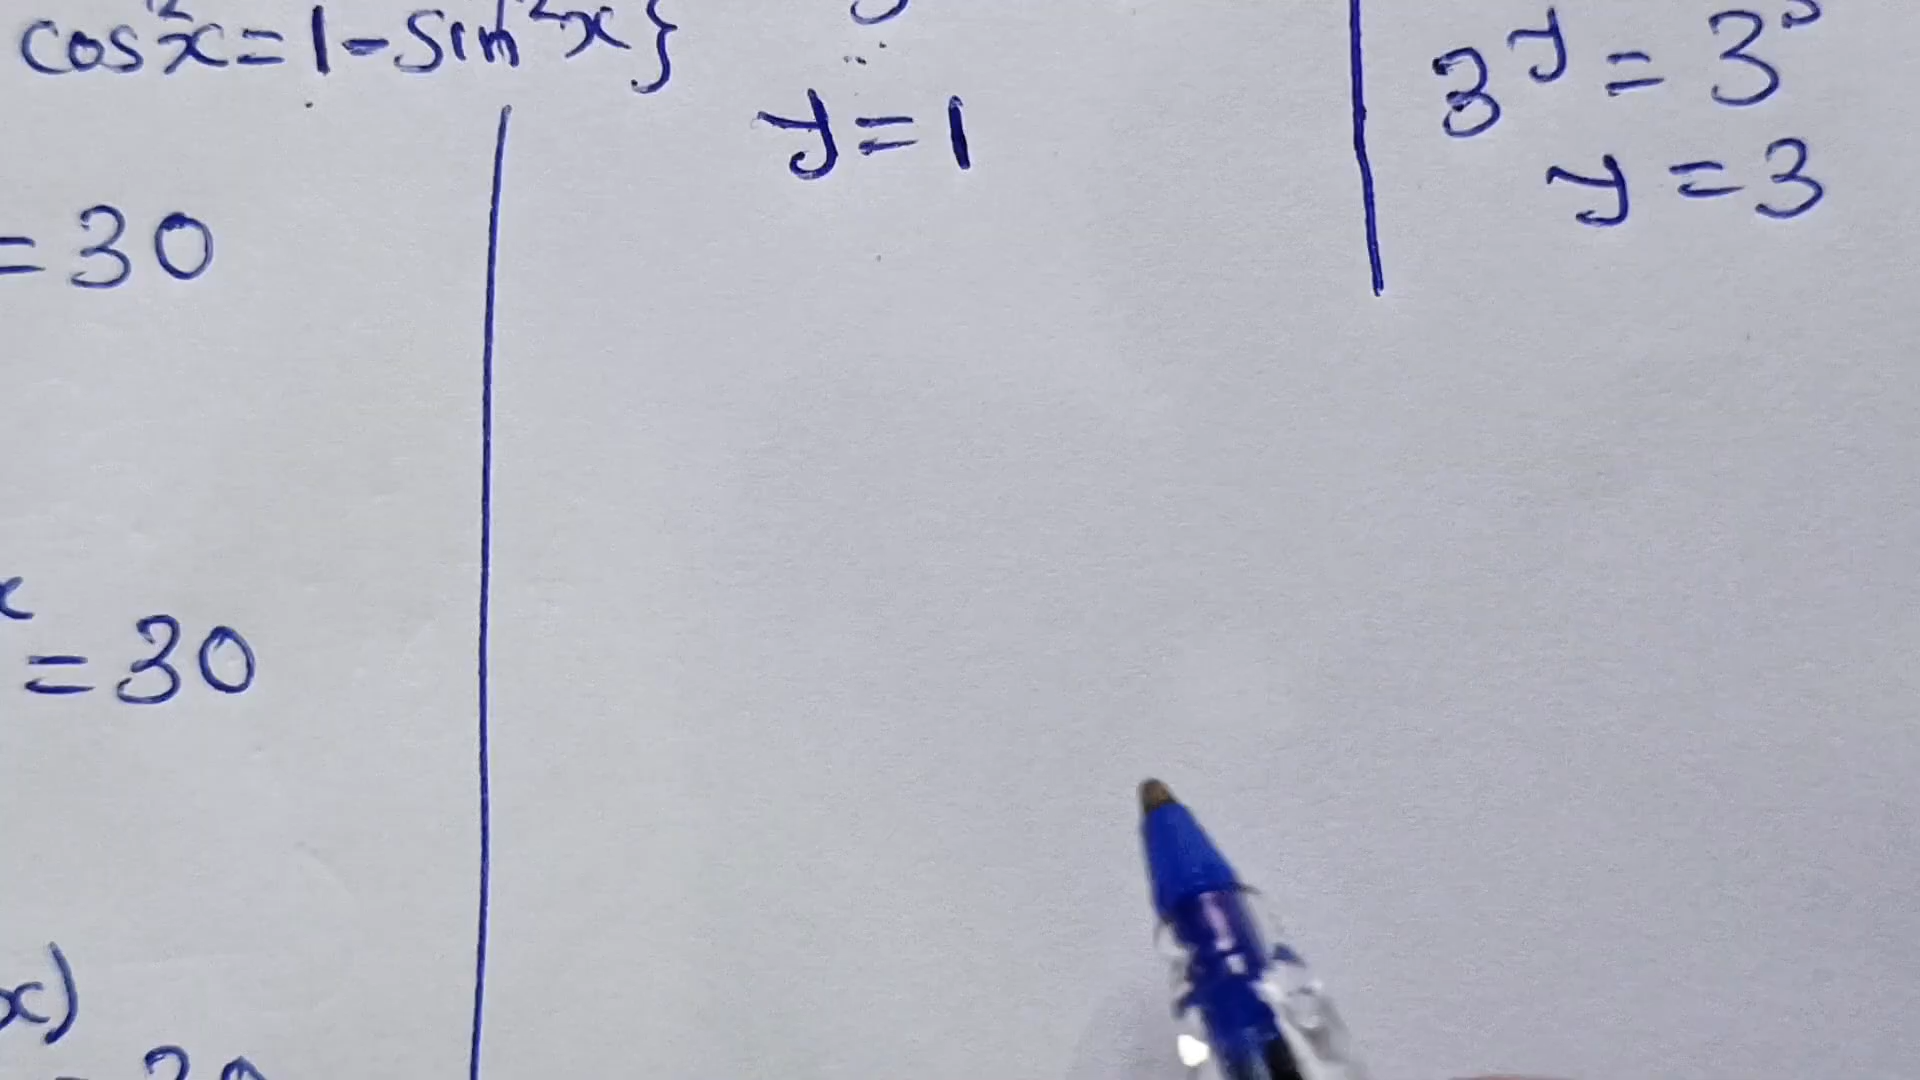 cos²x=1-sin²x}
=30
x
=30
x)
y=1
3^y=3³
y=3